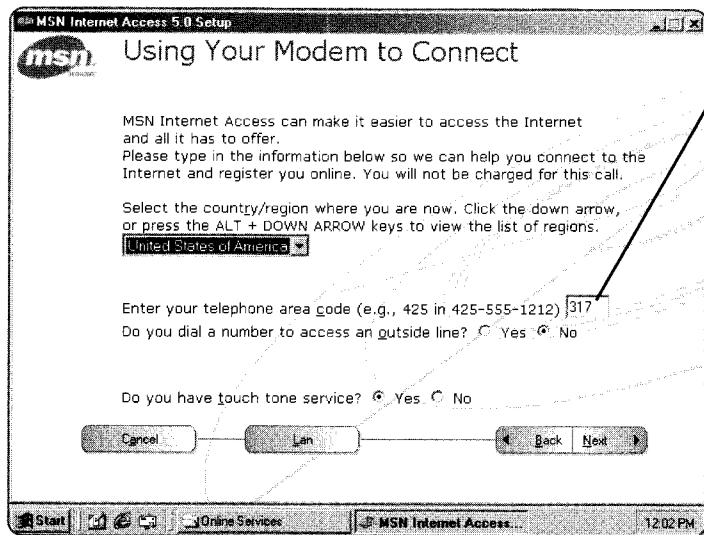 MSN Internet Access 5.0 Setup
msn.
Using Your Modem to Connect
MSN Internet Access can make it easier to access the Internet
and all it has to offer.
Please type in the information below so we can help you connect to the
Internet and register you online. You will not be charged for this call.
Select the country/region where you are now. Click the down arrow,
or press the ALT + DOWN ARROW keys to view the list of regions.
United States of America
Enter your telephone area code (e.g., 425 in 425-555-1212) 317
Do you dial a number to access an outside line? Yes No
Do you have touch tone service? Yes No
Cancel Lan Back Next
Start Online Services MSN Internet Access... 12:02 PM